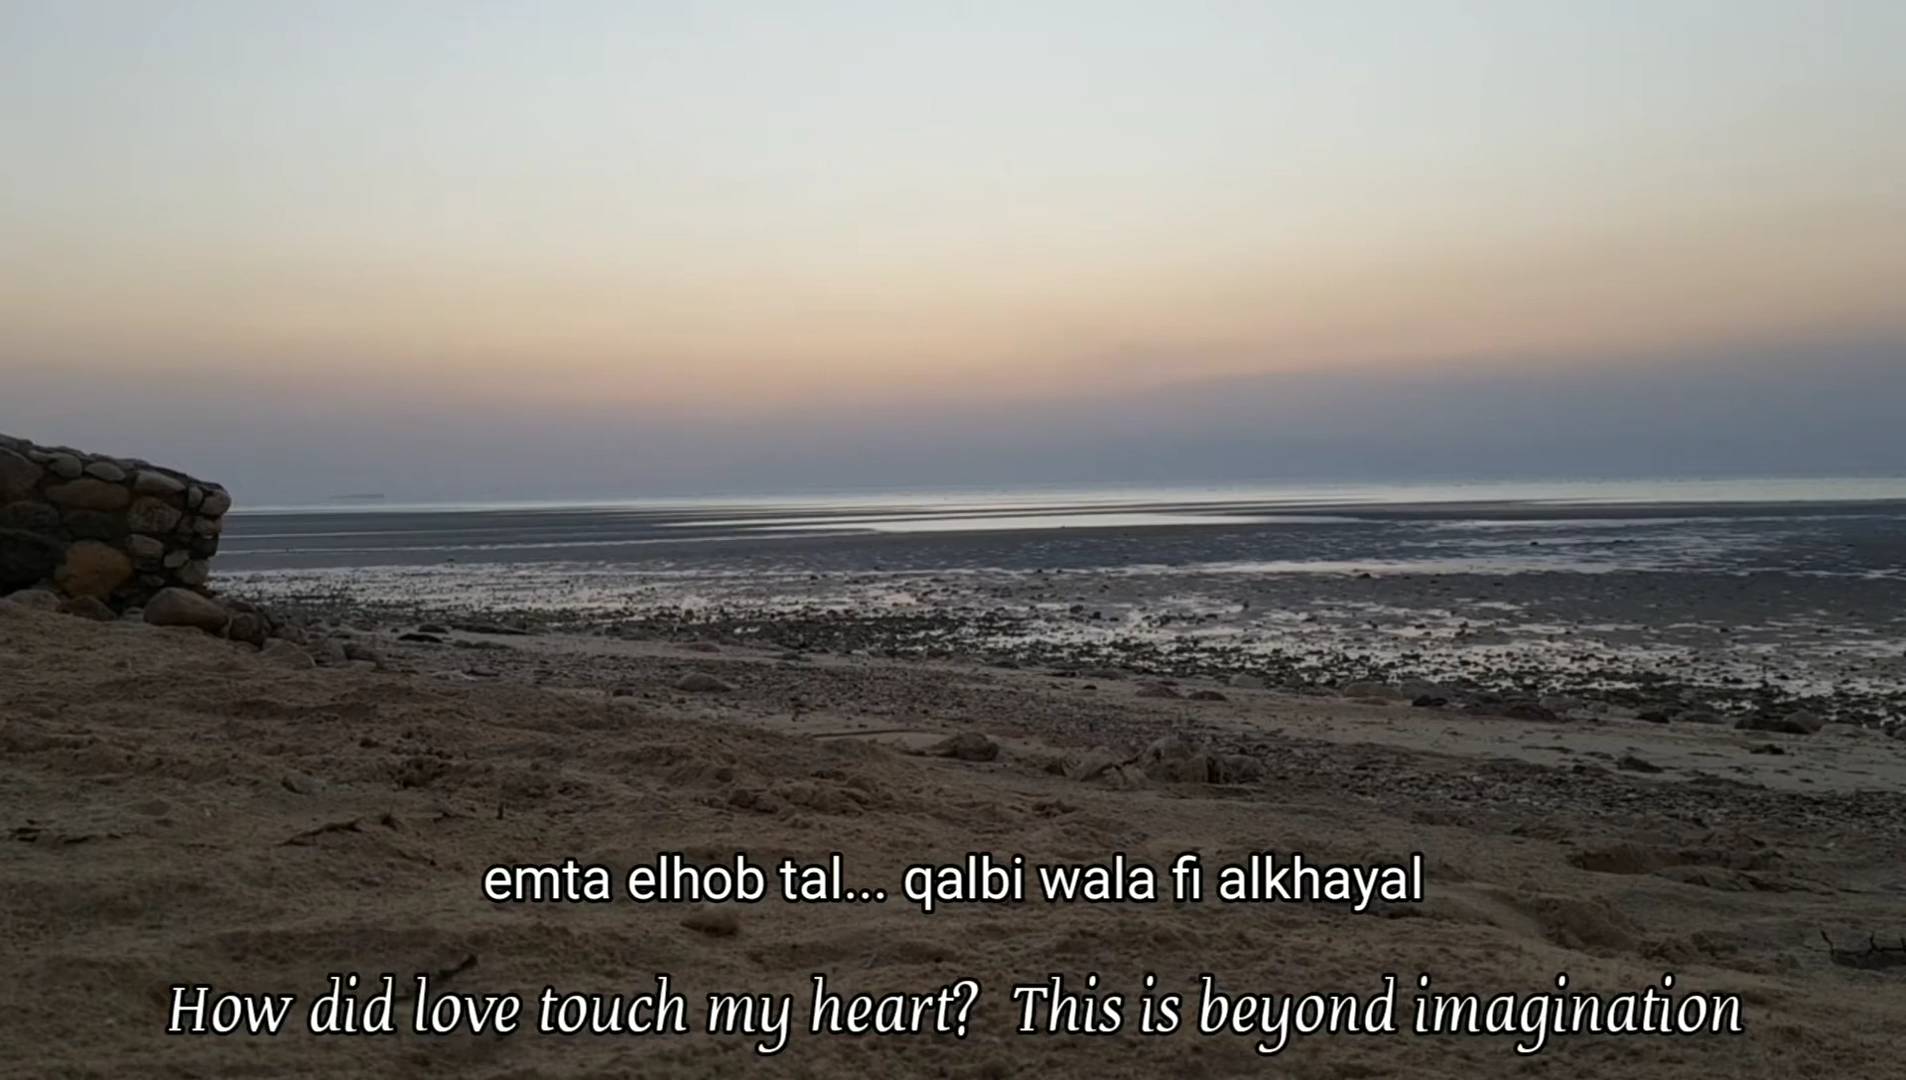 emta elhob tal... qalbi wala fi alkhayal
How did love touch my heart? This is beyond imagination